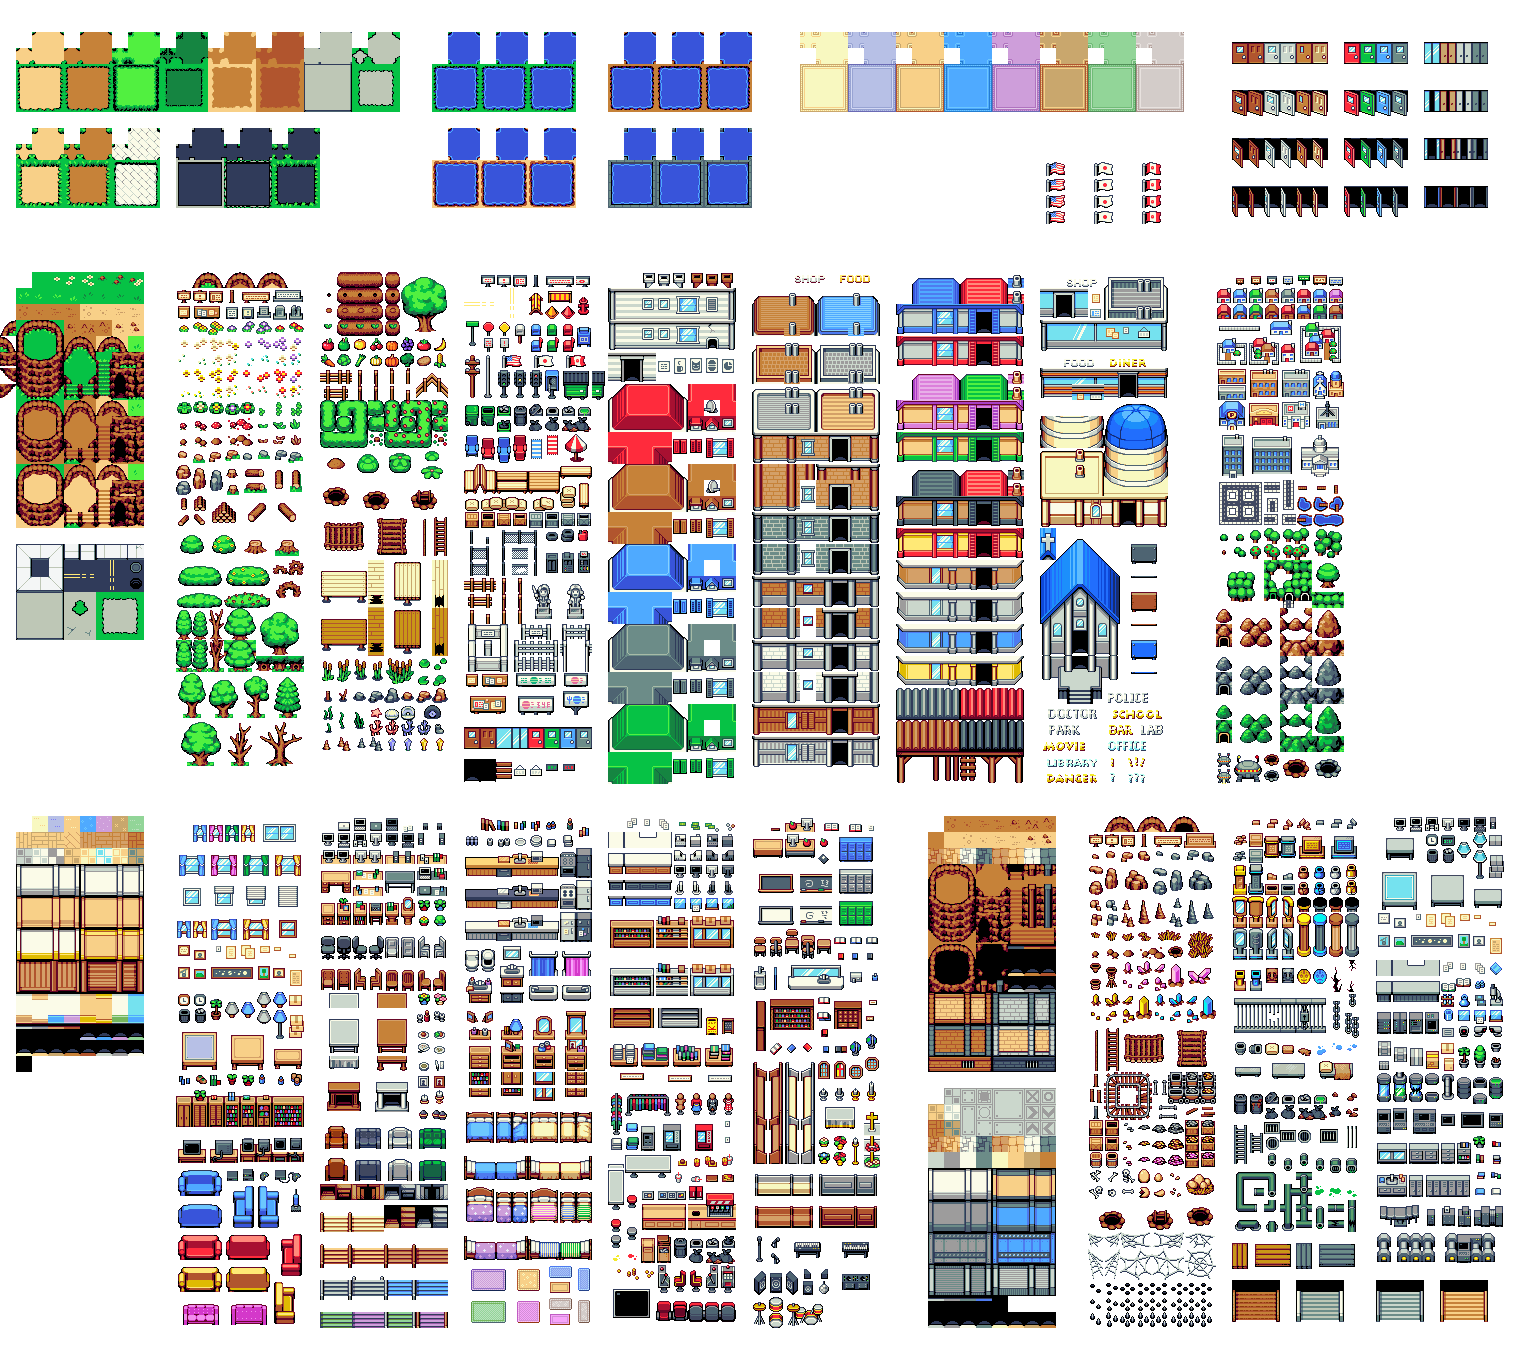 SHOP FOOD
SHOP
FOOD DINER
POLICE
DOCTOR SCHOOL
PARK BAR LAB
MOVIE OFFICE
LIBRARY ! !!!
DANGER ? ???